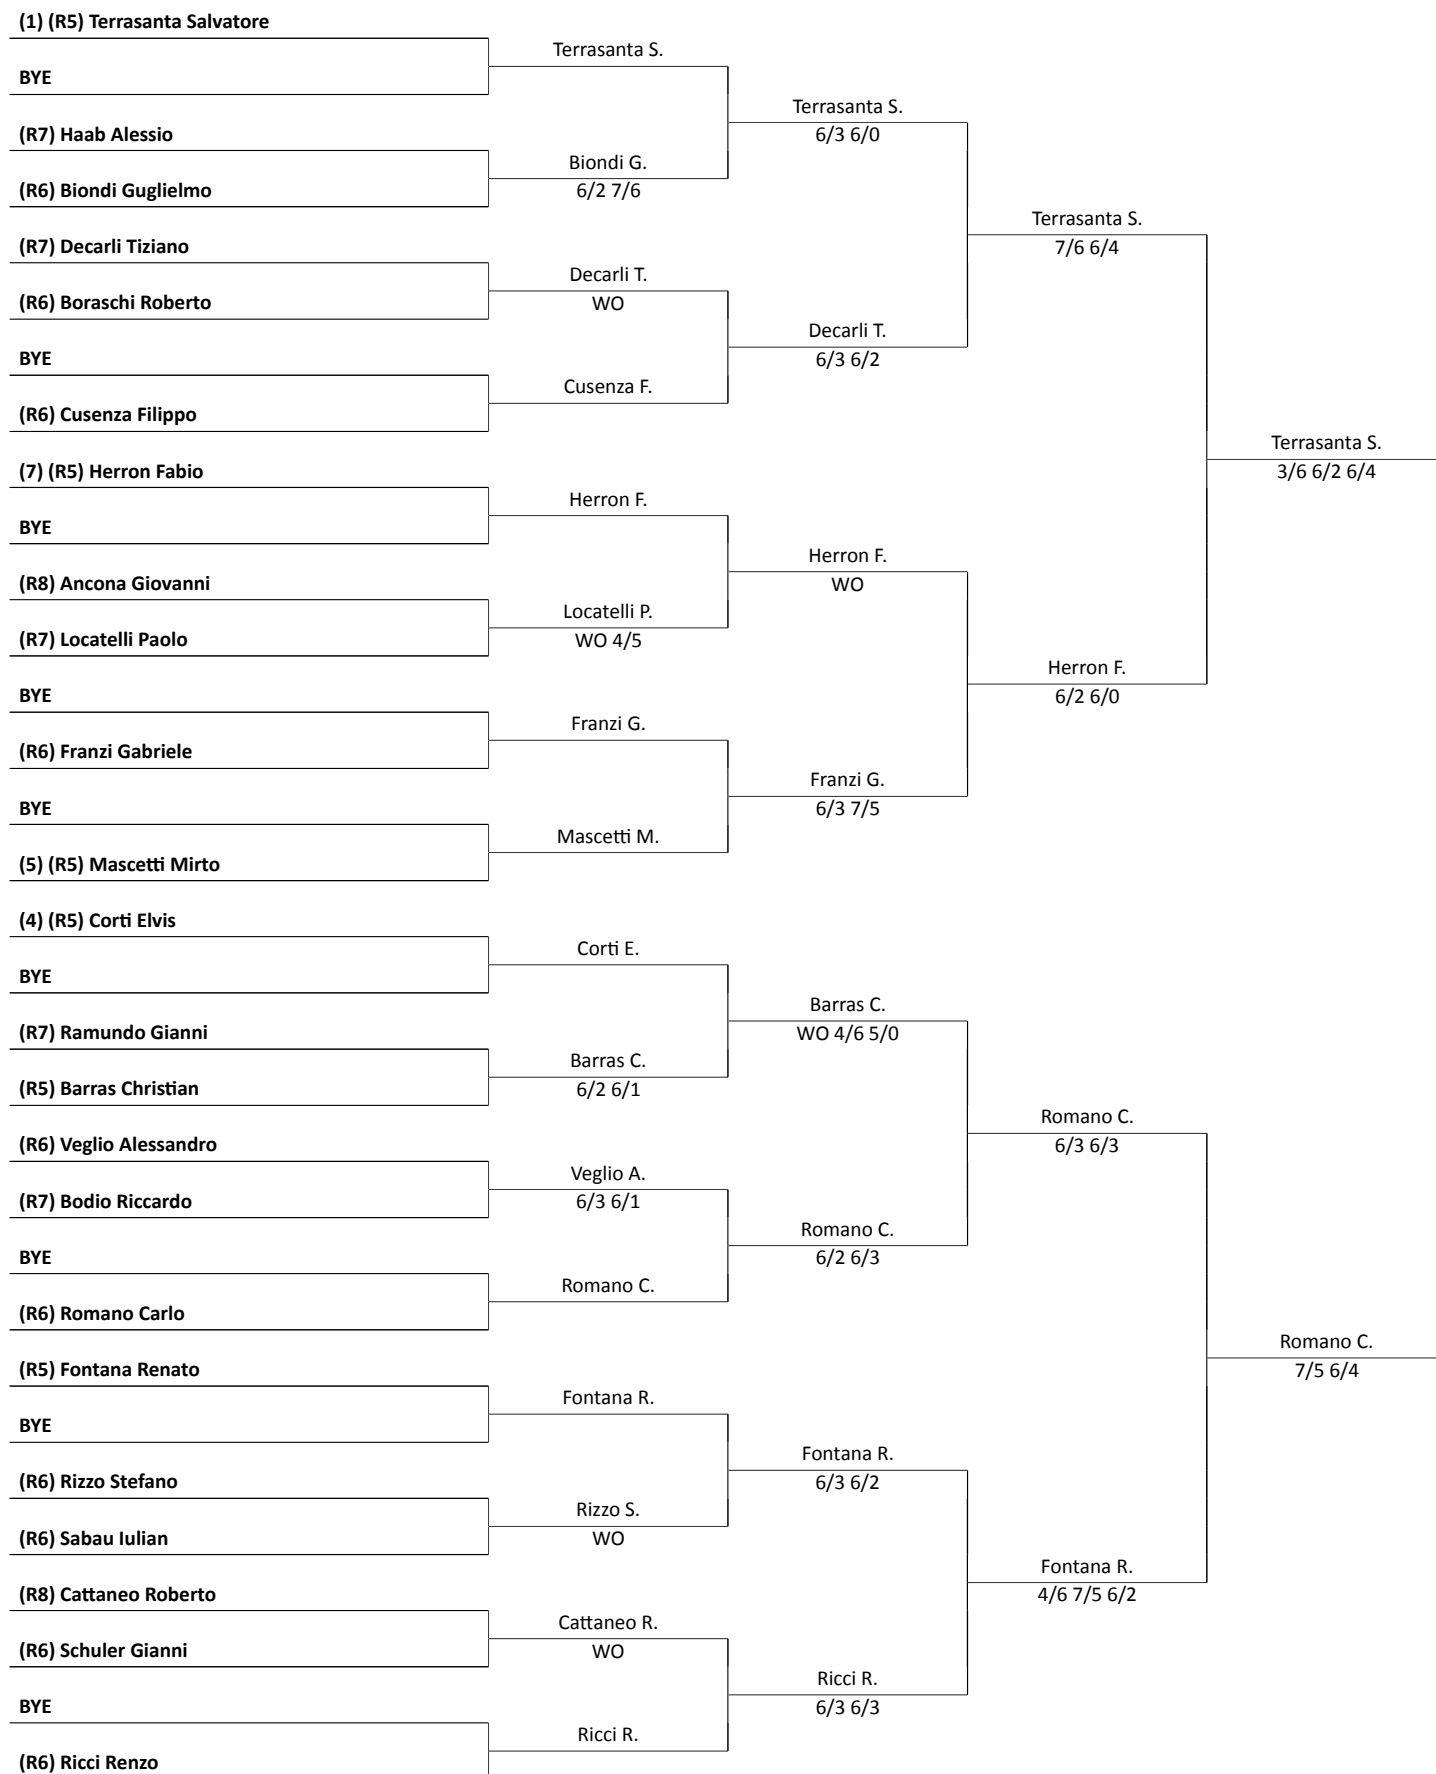 (1) (R5) Terrasanta Salvatore
Terrasanta S.
BYE
Terrasanta S.
6/3 6/0
(R7) Haab Alessio
Biondi G.
6/2 7/6
(R6) Biondi Guglielmo
Terrasanta S.
7/6 6/4
(R7) Decarli Tiziano
Decarli T.
WO
(R6) Boraschi Roberto
Decarli T.
6/3 6/2
BYE
Cusenza F.
(R6) Cusenza Filippo
Terrasanta S.
3/6 6/2 6/4
(7) (R5) Herron Fabio
Herron F.
BYE
Herron F.
WO
(R8) Ancona Giovanni
Locatelli P.
WO 4/5
(R7) Locatelli Paolo
Herron F.
6/2 6/0
BYE
Franzi G.
(R6) Franzi Gabriele
Franzi G.
6/3 7/5
BYE
Mascetti M.
(5) (R5) Mascetti Mirto
(4) (R5) Corti Elvis
Corti E.
BYE
Barras C.
WO 4/6 5/0
(R7) Ramundo Gianni
Barras C.
6/2 6/1
(R5) Barras Christian
Romano C.
6/3 6/3
(R6) Veglio Alessandro
Veglio A.
6/3 6/1
(R7) Bodio Riccardo
Romano C.
6/2 6/3
BYE
Romano C.
(R6) Romano Carlo
Romano C.
7/5 6/4
(R5) Fontana Renato
Fontana R.
BYE
Fontana R.
6/3 6/2
(R6) Rizzo Stefano
Rizzo S.
WO
(R6) Sabau Iulian
Fontana R.
4/6 7/5 6/2
(R8) Cattaneo Roberto
Cattaneo R.
WO
(R6) Schuler Gianni
Ricci R.
6/3 6/3
BYE
Ricci R.
(R6) Ricci Renzo